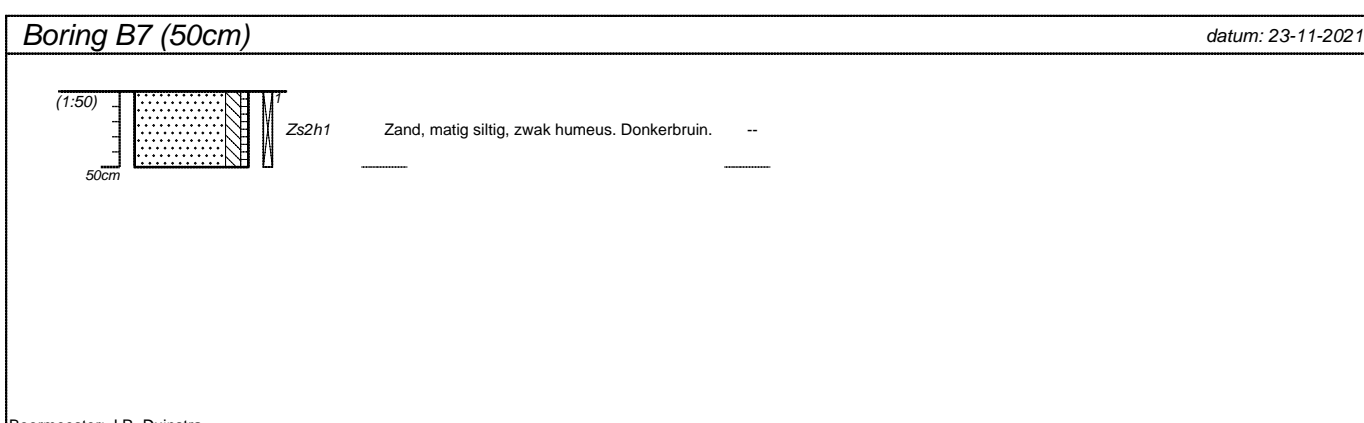 Boring B7 (50cm)
datum: 23-11-2021
(1:50)
1
Zs2h1
Zand, matig siltig, zwak humeus. Donkerbruin.
--
50cm